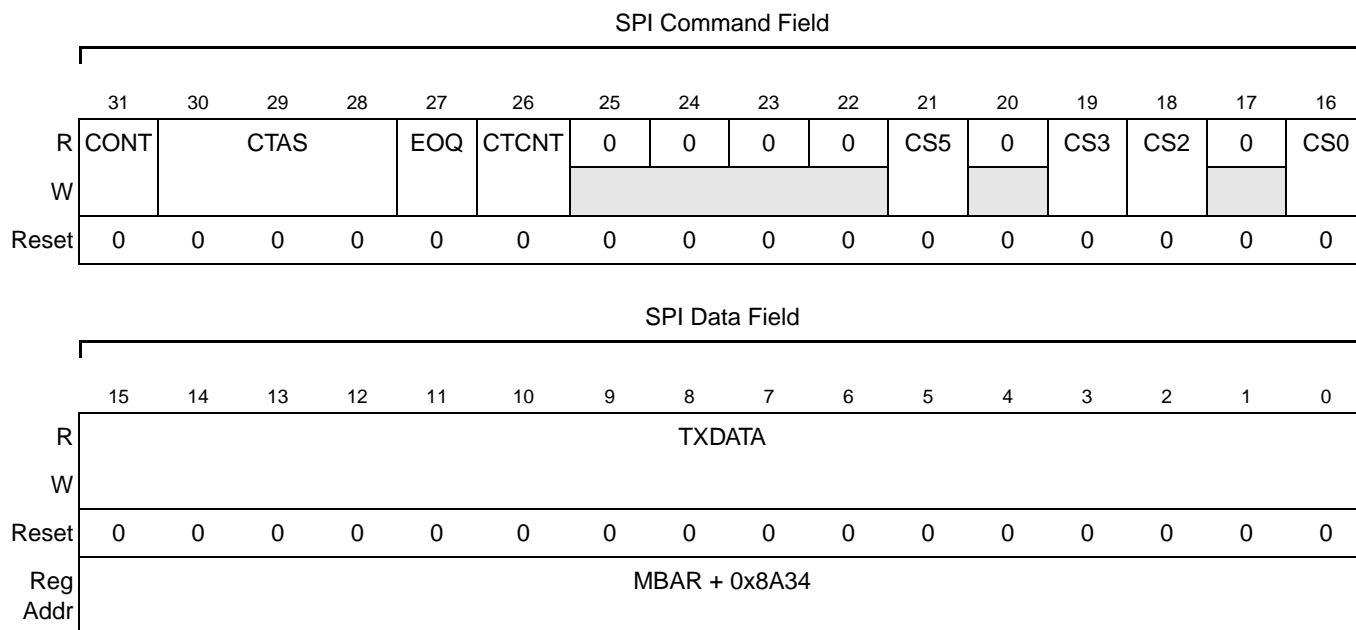 SPI Command Field
31 30 29 28 27 26 25 24 23 22 21 20 19 18 17 16
R CONT CTAS EOQ CTCNT 0 0 0 0 CS5 0 CS3 CS2 0 CS0
W
Reset 0 0 0 0 0 0 0 0 0 0 0 0 0 0 0 0
SPI Data Field
15 14 13 12 11 10 9 8 7 6 5 4 3 2 1 0
R TXDATA
W
Reset 0 0 0 0 0 0 0 0 0 0 0 0 0 0 0 0
Reg MBAR + 0x8A34
Addr